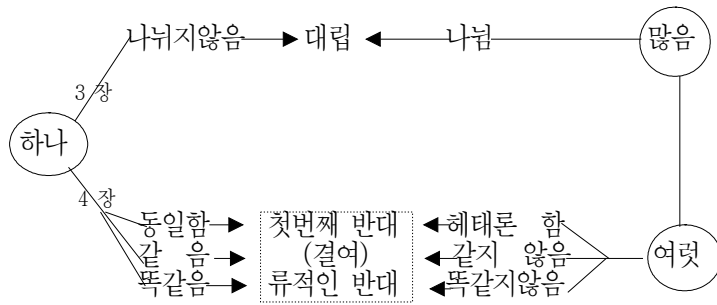 나뉘지않음 대립 나뉨 많음
3 장
하나
4 장
동일함 첫번째 반대 헤태론 함
같 음 (결여) 같지 않음 여럿
똑같음 류적인 반대 똑같지않음